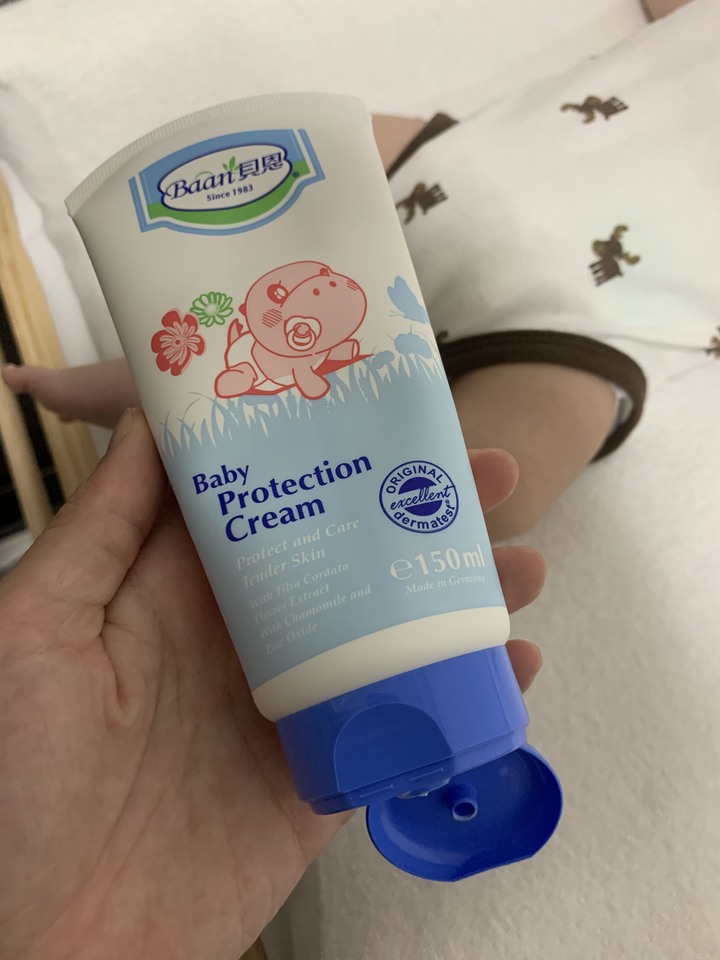 Baan貝恩
Since 1983
Baby
Protection
Cream
ORIGINAL
excellent
dermatest
Protect and Care
Tender Skin
With Tilia Cordata
Flower Extract
With Chamomile and
Zinc Oxide
℮150ml
Made in Germany